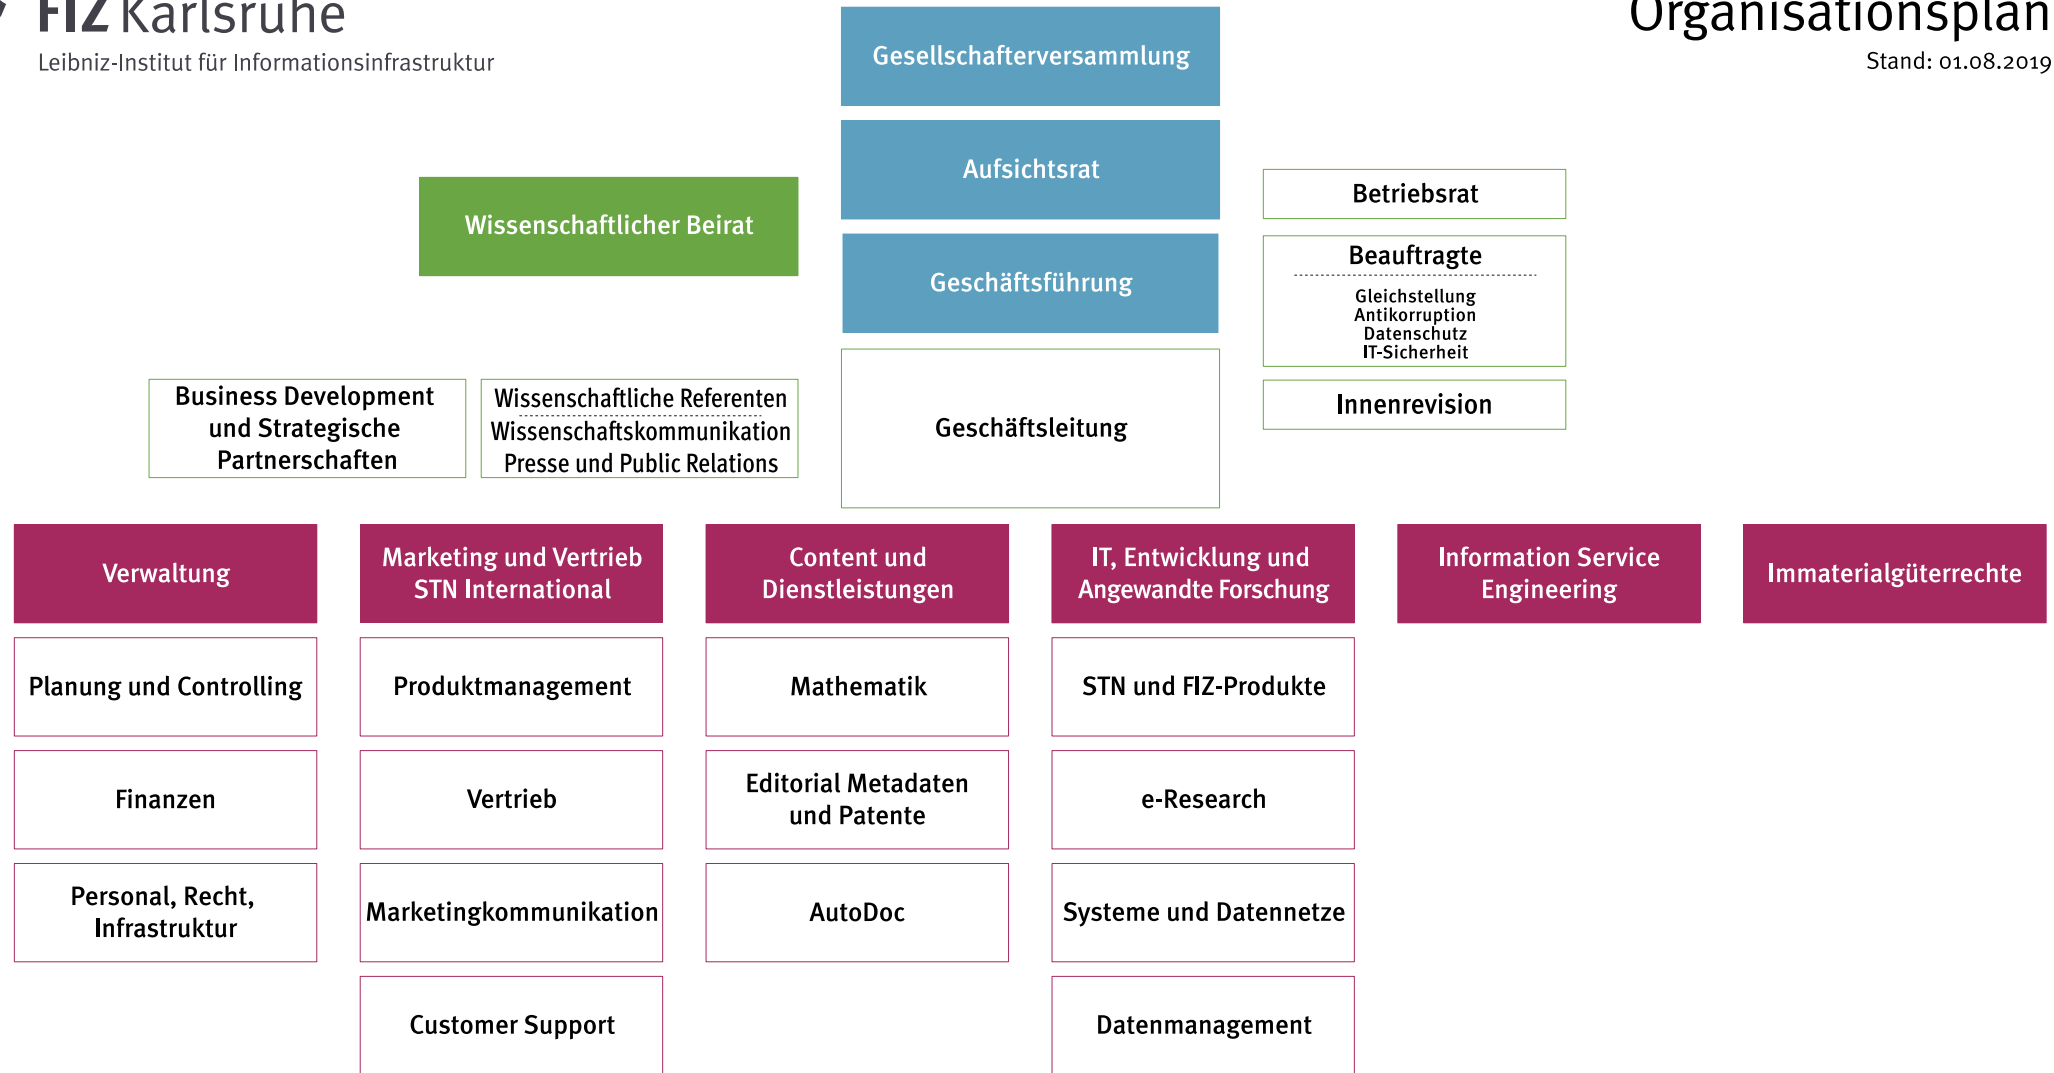 FIZ Karlsruhe
Leibniz-Institut für Informationsinfrastruktur
Organisationsplan
Stand: 01.08.2019
Gesellschafterversammlung
Aufsichtsrat
Wissenschaftlicher Beirat
Geschäftsführung
Betriebsrat
Beauftragte
Gleichstellung
Antikorruption
Datenschutz
IT-Sicherheit
Innenrevision
Business Development
und Strategische
Partnerschaften
Wissenschaftliche Referenten
Wissenschaftskommunikation
Presse und Public Relations
Geschäftsleitung
Verwaltung
Planung und Controlling
Finanzen
Personal, Recht,
Infrastruktur
Marketing und Vertrieb
STN International
Produktmanagement
Vertrieb
Marketingkommunikation
Customer Support
Content und
Dienstleistungen
Mathematik
Editorial Metadaten
und Patente
AutoDoc
IT, Entwicklung und
Angewandte Forschung
STN und FIZ-Produkte
e-Research
Systeme und Datennetze
Datenmanagement
Information Service
Engineering
Immaterialgüterrechte